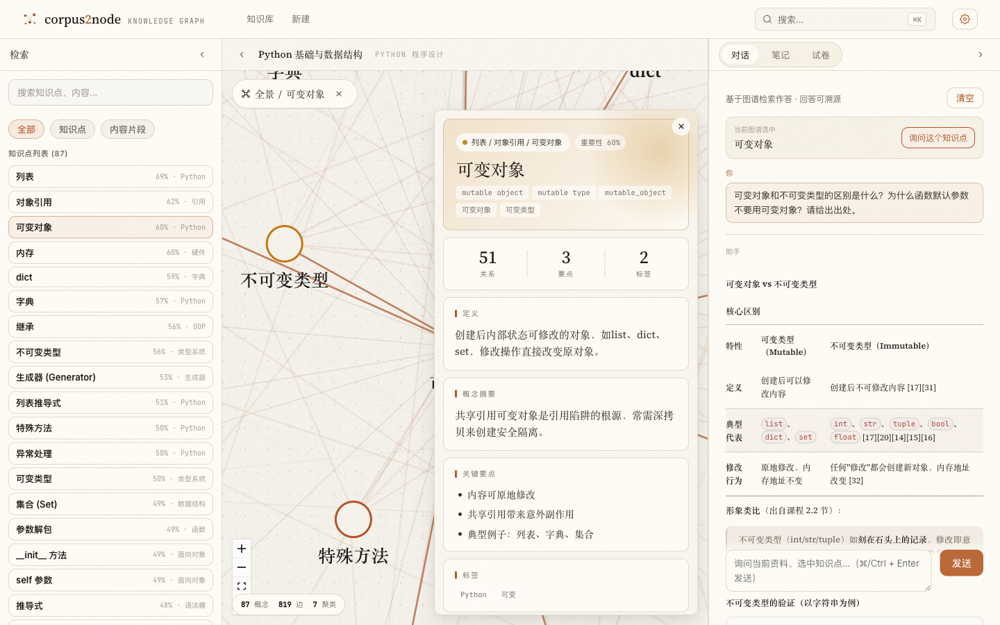 corpus2node KNOWLEDGE GRAPH
知识库 新建
搜索... ⌘K
检索
搜索知识点、内容...
全部 知识点 内容片段
知识点列表 (87)
列表 69% · Python
对象引用 62% · 引用
可变对象 60% · Python
内存 60% · 硬件
dict 59% · 字典
字典 57% · Python
继承 56% · OOP
不可变类型 56% · 类型系统
生成器 (Generator) 53% · 生成器
列表推导式 51% · Python
特殊方法 50% · Python
异常处理 50% · Python
可变类型 50% · 类型系统
集合 (Set) 49% · 数据结构
参数解包 49% · 函数
__init__ 方法 49% · 面向对象
self 参数 49% · 面向对象
推导式 48% · 语法糖
Python 基础与数据结构 PYTHON 程序设计
字典
dict
全景 / 可变对象 ×
不可变类型
特殊方法
87 概念 819 边 7 聚类
列表 / 对象引用 / 可变对象 重要性 60%
可变对象
mutable object mutable type mutable_object
可变对象 可变类型
51 3 2
关系 要点 标签
定义
创建后内部状态可修改的对象，如list、dict、
set，修改操作直接改变原对象。
概念摘要
共享引用可变对象是引用陷阱的根源，常需深拷
贝来创建安全隔离。
关键要点
• 内容可原地修改
• 共享引用带来意外副作用
• 典型例子：列表、字典、集合
标签
Python 可变
对话 笔记 试卷
基于图谱检索作答 · 回答可溯源 清空
当前图谱选中
可变对象
询问这个知识点
你
可变对象和不可变类型的区别是什么？为什么函数默认参数
不要用可变对象？请给出出处。
助手
可变对象 vs 不可变类型
核心区别
特性 可变类型（Mutable） 不可变类型（Immutable）
定义 创建后可以修改内容 创建后不可修改内容 [17][31]
典型代表 list、dict、set int、str、tuple、bool、float [17][20][14][15][16]
修改行为 原地修改，内存地址不变 任何"修改"都会创建新对象，内存地址改变 [32]
形象类比（出自课程 2.2 节）：
不可变类型（int/str/tuple）如刻在石头上的记录，修改即意
询问当前资料、选中知识点...（⌘/Ctrl + Enter
发送）
发送
不可变类型的验证（以字符串为例）